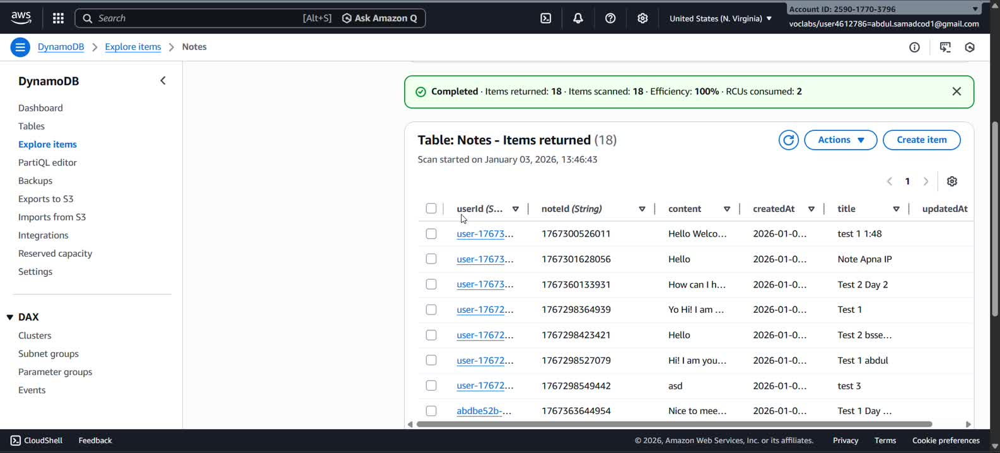 aws
Search
[Alt+S]
Ask Amazon Q
United States (N. Virginia)
Account ID: 2590-1770-3796
voclabs/user4612786=abdul.samadcod1@gmail.com
DynamoDB
Explore items
Notes
DynamoDB
Dashboard
Tables
Explore items
PartiQL editor
Backups
Exports to S3
Imports from S3
Integrations
Reserved capacity
Settings
DAX
Clusters
Subnet groups
Parameter groups
Events
Completed · Items returned: 18 · Items scanned: 18 · Efficiency: 100% · RCUs consumed: 2
Table: Notes - Items returned (18)
Scan started on January 03, 2026, 13:46:43
Actions
Create item
1
userId (S... noteId (String) content createdAt title updatedAt
user-17673... 1767300526011 Hello Welco... 2026-01-0... test 1 1:48
user-17673... 1767301628056 Hello 2026-01-0... Note Apna IP
user-17673... 1767360133931 How can I h... 2026-01-0... Test 2 Day 2
user-17672... 1767298364939 Yo Hi! I am ... 2026-01-0... Test 1
user-17672... 1767298423421 Hello 2026-01-0... Test 2 bsse...
user-17672... 1767298527079 Hi! I am you... 2026-01-0... Test 1 abdul
user-17672... 1767298549442 asd 2026-01-0... test 3
abdbe52b-... 1767363644954 Nice to mee... 2026-01-0... Test 1 Day ...
CloudShell
Feedback
© 2026, Amazon Web Services, Inc. or its affiliates.
Privacy
Terms
Cookie preferences